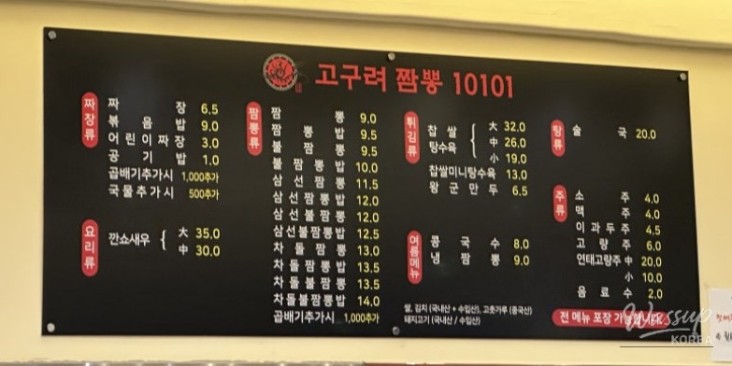 고구려 짬뽕 10101
짜장류
짜장 6.5
볶음밥 9.0
어린이짜장 3.0
공기밥 1.0
곱배기추가시 1,000추가
국물추가시 500추가
요리류
깐쇼새우 大 35.0
中 30.0
짬뽕류
짬뽕 9.0
짬뽕밥 9.5
불짬뽕 9.5
불짬뽕밥 10.0
삼선짬뽕 11.5
삼선짬뽕밥 12.0
삼선불짬뽕 12.0
삼선불짬뽕밥 12.5
차돌짬뽕 13.0
차돌짬뽕밥 13.5
차돌불짬뽕 13.5
차돌불짬뽕밥 14.0
곱배기추가시 1,000추가
튀김류
찹쌀탕수육 大 32.0
中 26.0
小 19.0
찹쌀미니탕수육 13.0
왕군만두 6.5
여름메뉴
콩국수 8.0
냉짬뽕 9.0
쌀, 김치 (국내산 + 수입산), 고춧가루 (중국산)
돼지고기 (국내산 / 수입산)
탕류
술국 20.0
주류
소주 4.0
맥주 4.0
이과두주 4.5
고량주 6.0
연태고량주 中 20.0
小 10.0
음료수 2.0
전 메뉴 포장 가능합니다.
Wassup
KOREA